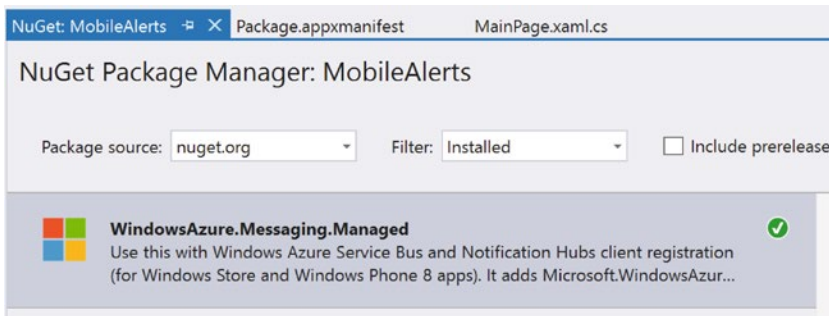 NuGet: MobileAlerts Package.appxmanifest MainPage.xaml.cs
NuGet Package Manager: MobileAlerts
Package source: nuget.org Filter: Installed Include prerelease
WindowsAzure.Messaging.Managed
Use this with Windows Azure Service Bus and Notification Hubs client registration
(for Windows Store and Windows Phone 8 apps). It adds Microsoft.WindowsAzur...